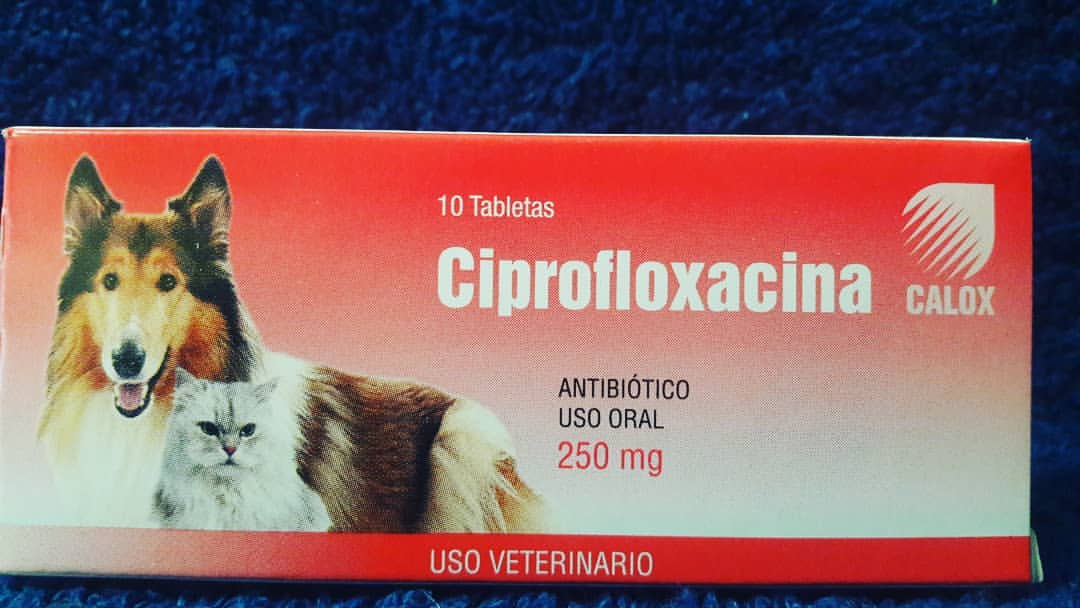 10 Tabletas
Ciprofloxacina
CALOX
ANTIBIÓTICO
USO ORAL
250 mg
USO VETERINARIO